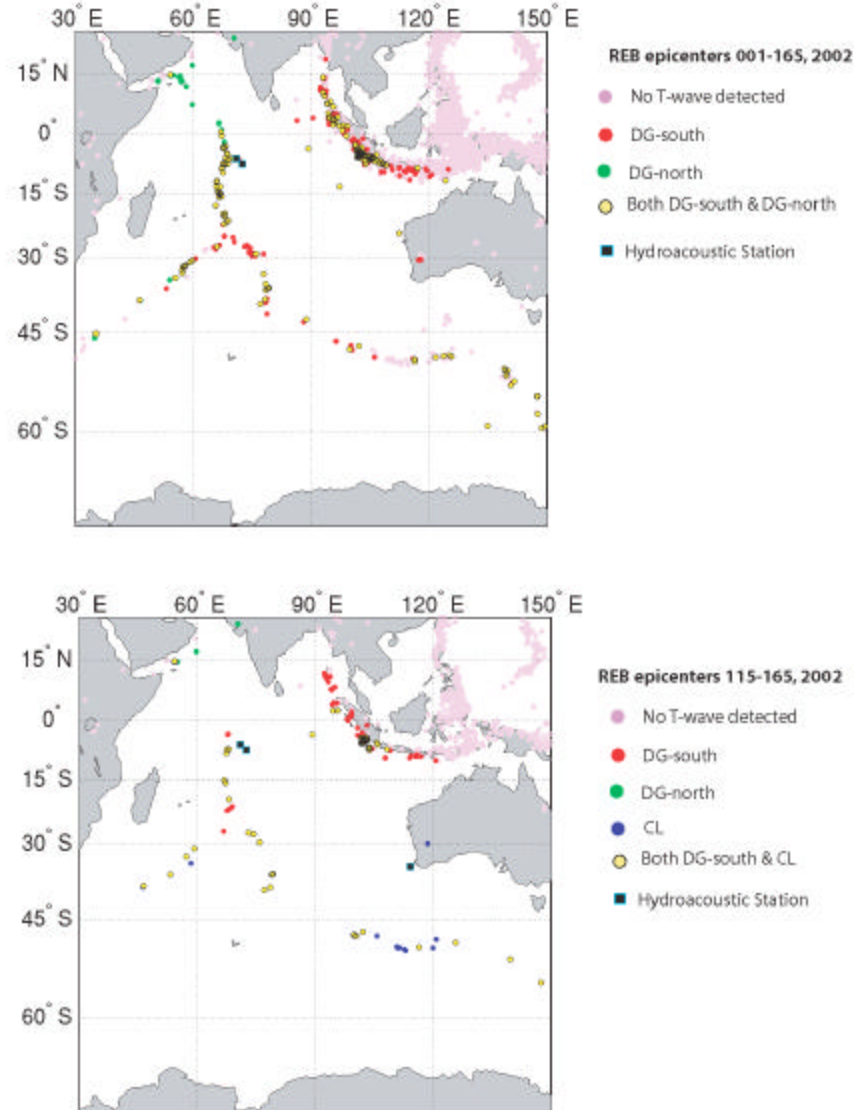 30° E 60° E 90° E 120° E 150° E
15° N
0°
15° S
30° S
45° S
60° S
REB epicenters 001-165, 2002
No T-wave detected
DG-south
DG-north
Both DG-south & DG-north
Hydroacoustic Station
30° E 60° E 90° E 120° E 150° E
15° N
0°
15° S
30° S
45° S
60° S
REB epicenters 115-165, 2002
No T-wave detected
DG-south
DG-north
CL
Both DG-south & CL
Hydroacoustic Station